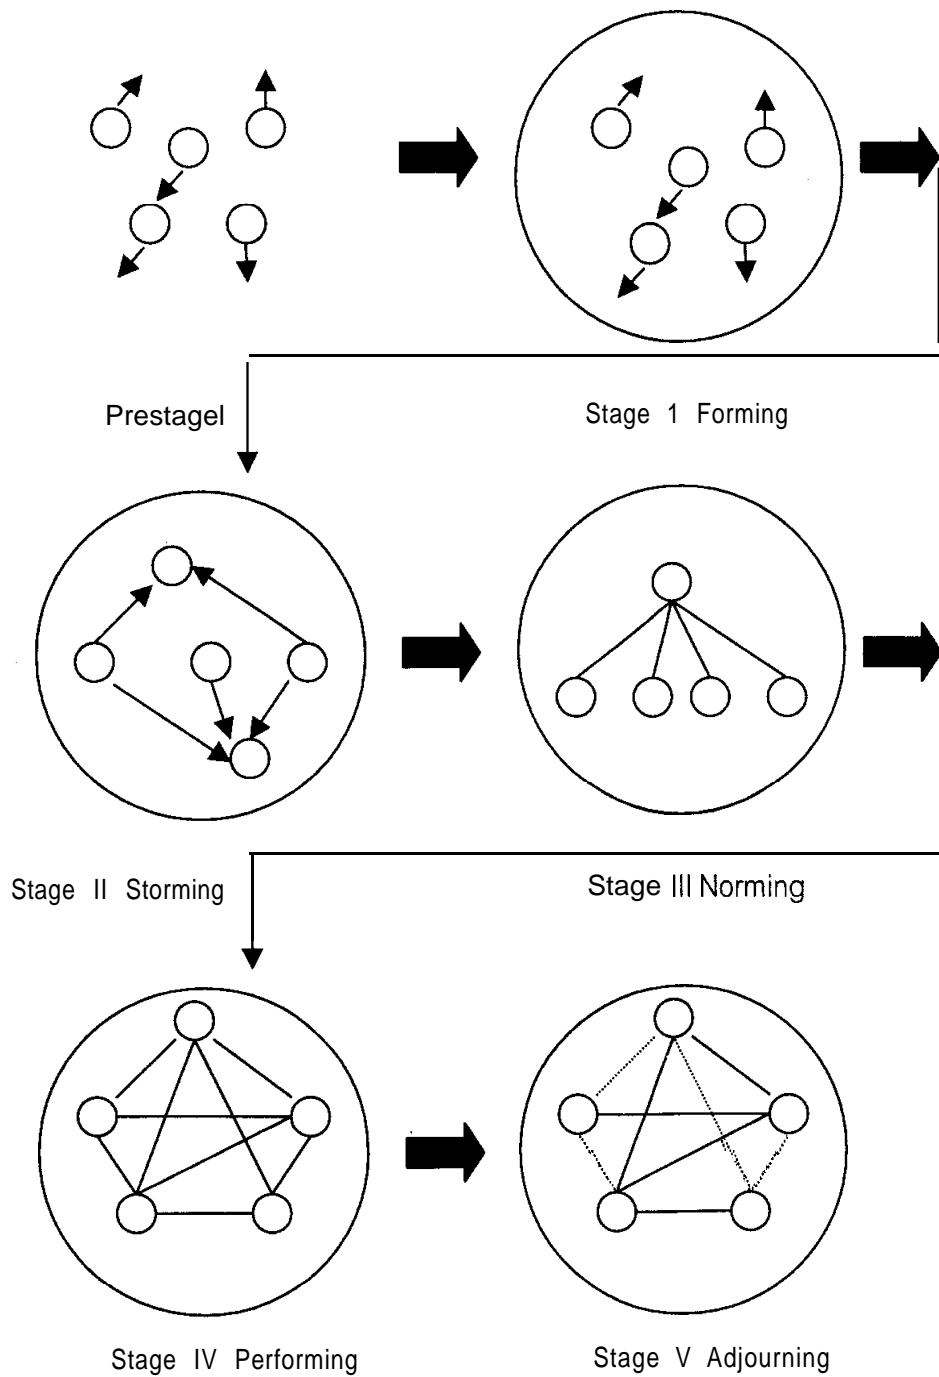 Prestagel
Stage 1 Forming
Stage II Storming
Stage III Norming
Stage IV Performing
Stage V Adjourning